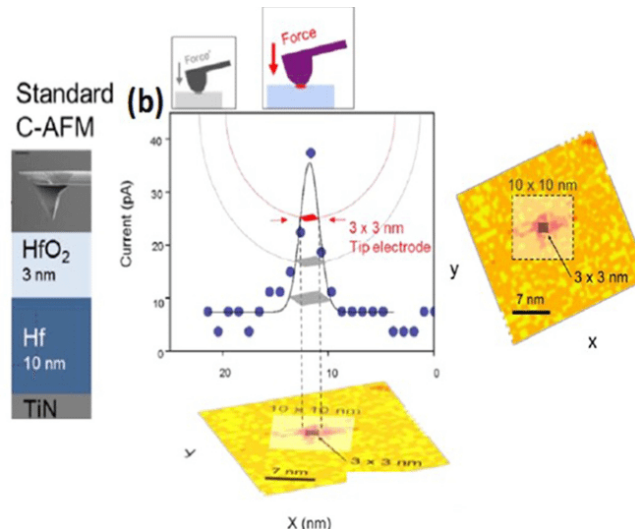 Force'
Force
Standard
C-AFM
(b)
HfO2
3 nm
Hf
10 nm
TiN
Current (pA)
40
30
20
10
0
3 x 3 nm
Tip electrode
20
10
0
10 x 10 nm
3 x 3 nm
7 nm
y
x
10 x 10 nm
3 x 3 nm
7 nm
y
X (nm)